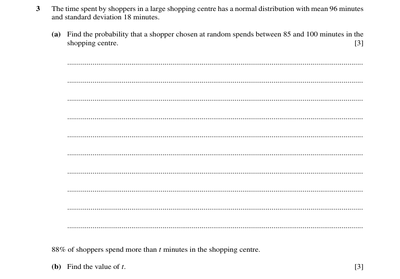 3 The time spent by shoppers in a large shopping centre has a normal distribution with mean 96 minutes
and standard deviation 18 minutes.
(a) Find the probability that a shopper chosen at random spends between 85 and 100 minutes in the
shopping centre. [3]
88% of shoppers spend more than t minutes in the shopping centre.
(b) Find the value of t. [3]